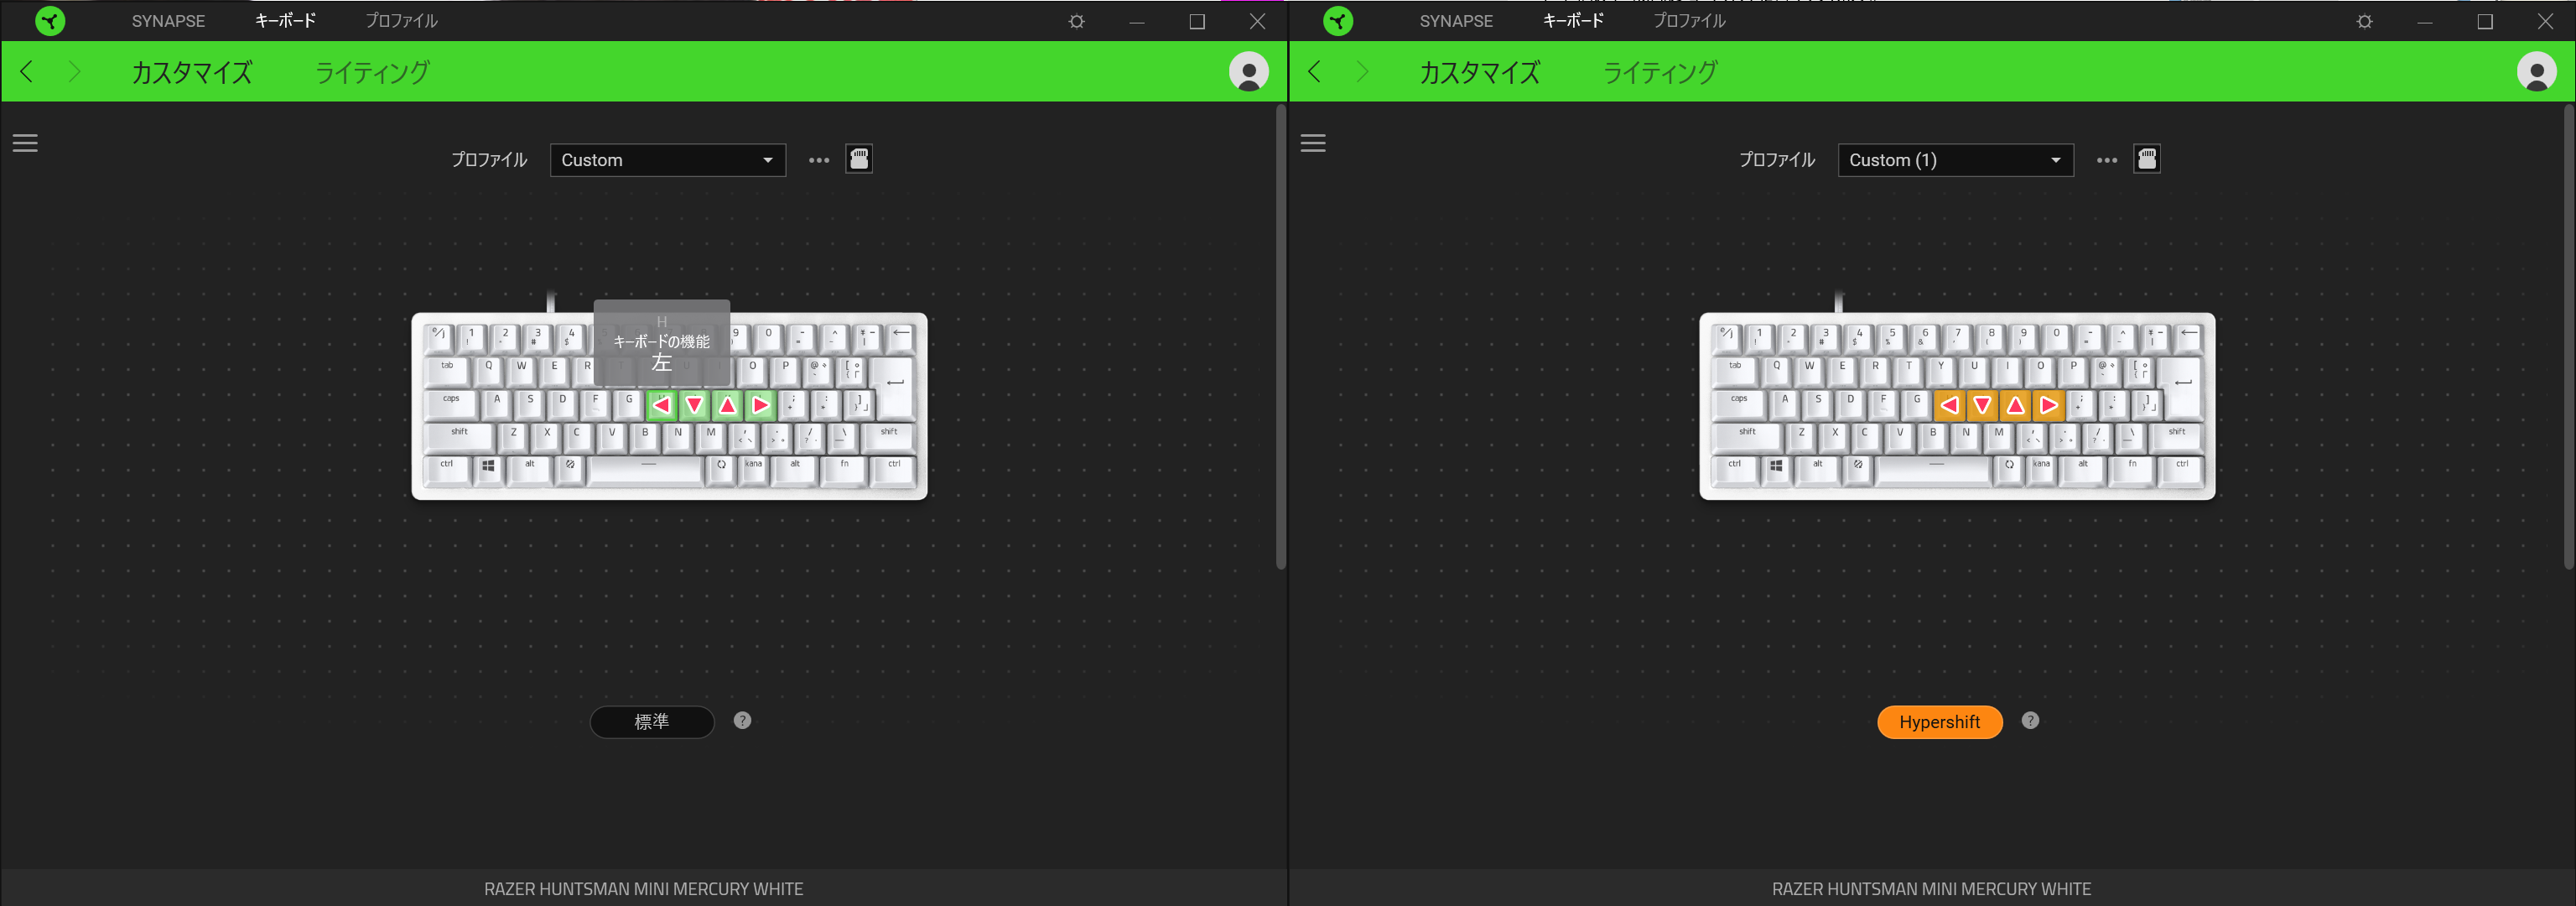 SYNAPSE キーボード プロファイル
カスタマイズ ライティング
プロファイル Custom
H
キーボードの機能
左
1 2 3 4 9 0 - ^
! # $
tab Q W E R O P @ [
caps A S D F G ; : ]
shift Z X C V B N M , . / \ shift
ctrl alt kana alt fn ctrl
標準 ?
RAZER HUNTSMAN MINI MERCURY WHITE
SYNAPSE キーボード プロファイル
カスタマイズ ライティング
プロファイル Custom (1)
1 2 3 4 5 6 7 8 9 0 - ^
! # $ % &
tab Q W E R T Y U I O P @ [
caps A S D F G ; : ]
shift Z X C V B N M , . / \ shift
ctrl alt kana alt fn ctrl
Hypershift ?
RAZER HUNTSMAN MINI MERCURY WHITE